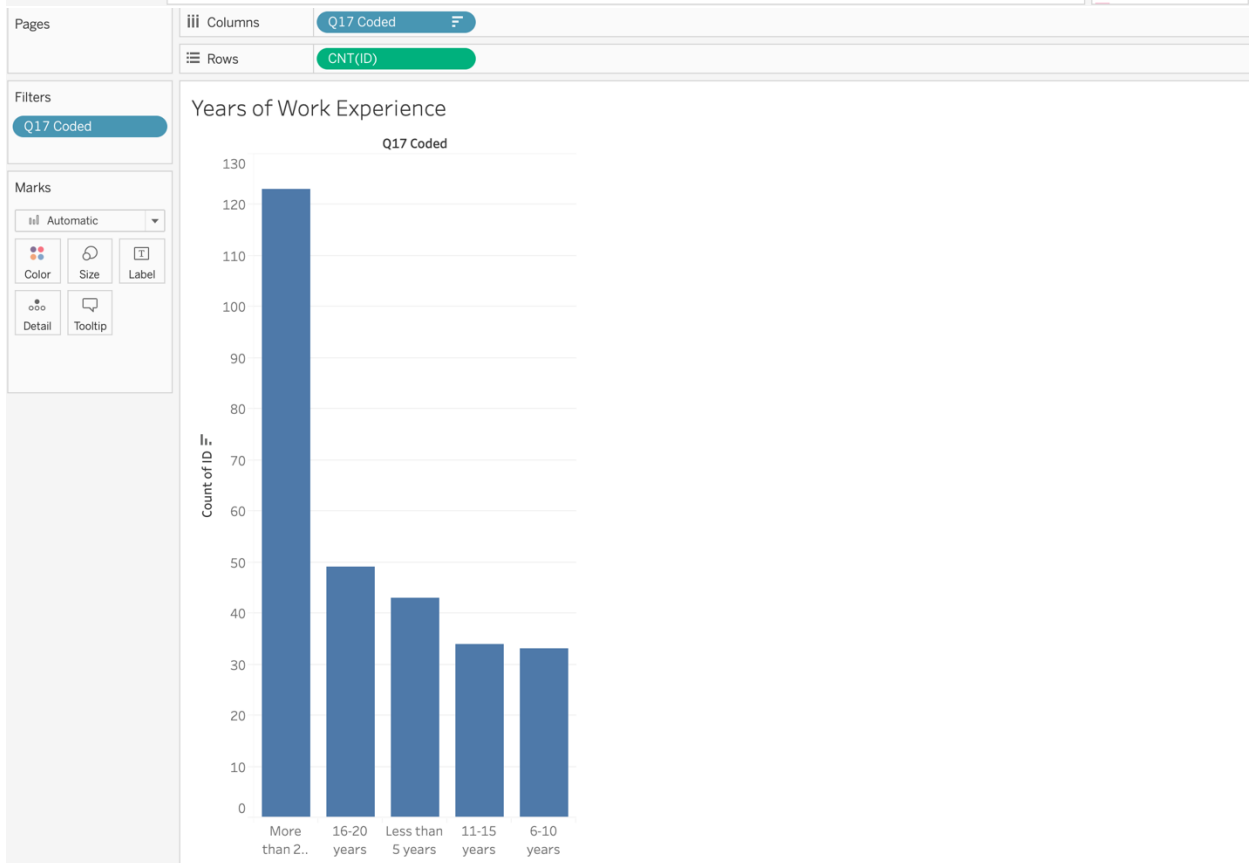 Pages
Columns
Q17 Coded
Rows
CNT(ID)
Filters
Q17 Coded
Marks
Automatic
Color
Size
T
Label
Detail
Tooltip
Years of Work Experience
Q17 Coded
Count of ID
130
120
110
100
90
80
70
60
50
40
30
20
10
0
More
than 2..
16-20
years
Less than
5 years
11-15
years
6-10
years